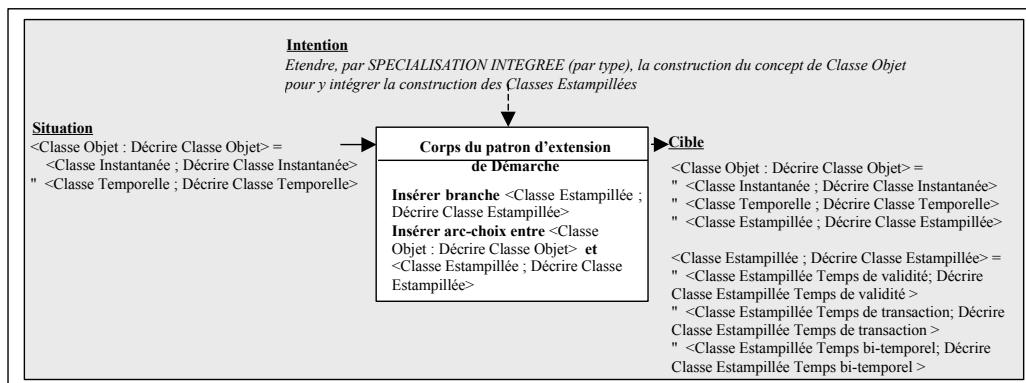 Intention
Etendre, par SPECIALISATION INTEGREE (par type), la construction du concept de Classe Objet
pour y intégrer la construction des Classes Estampillées
Situation
<Classe Objet : Décrire Classe Objet> =
<Classe Instantanée ; Décrire Classe Instantanée>
" <Classe Temporelle ; Décrire Classe Temporelle>
Corps du patron d'extension
de Démarche
Insérer branche <Classe Estampillée ;
Décrire Classe Estampillée>
Insérer arc-choix entre <Classe
Objet : Décrire Classe Objet> et
<Classe Estampillée ; Décrire Classe
Estampillée>
Cible
<Classe Objet : Décrire Classe Objet> =
" <Classe Instantanée ; Décrire Classe Instantanée>
" <Classe Temporelle ; Décrire Classe Temporelle>
" <Classe Estampillée ; Décrire Classe Estampillée>
<Classe Estampillée ; Décrire Classe Estampillée> =
" <Classe Estampillée Temps de validité; Décrire
Classe Estampillée Temps de validité >
" <Classe Estampillée Temps de transaction; Décrire
Classe Estampillée Temps de transaction >
" <Classe Estampillée Temps bi-temporel; Décrire
Classe Estampillée Temps bi-temporel >